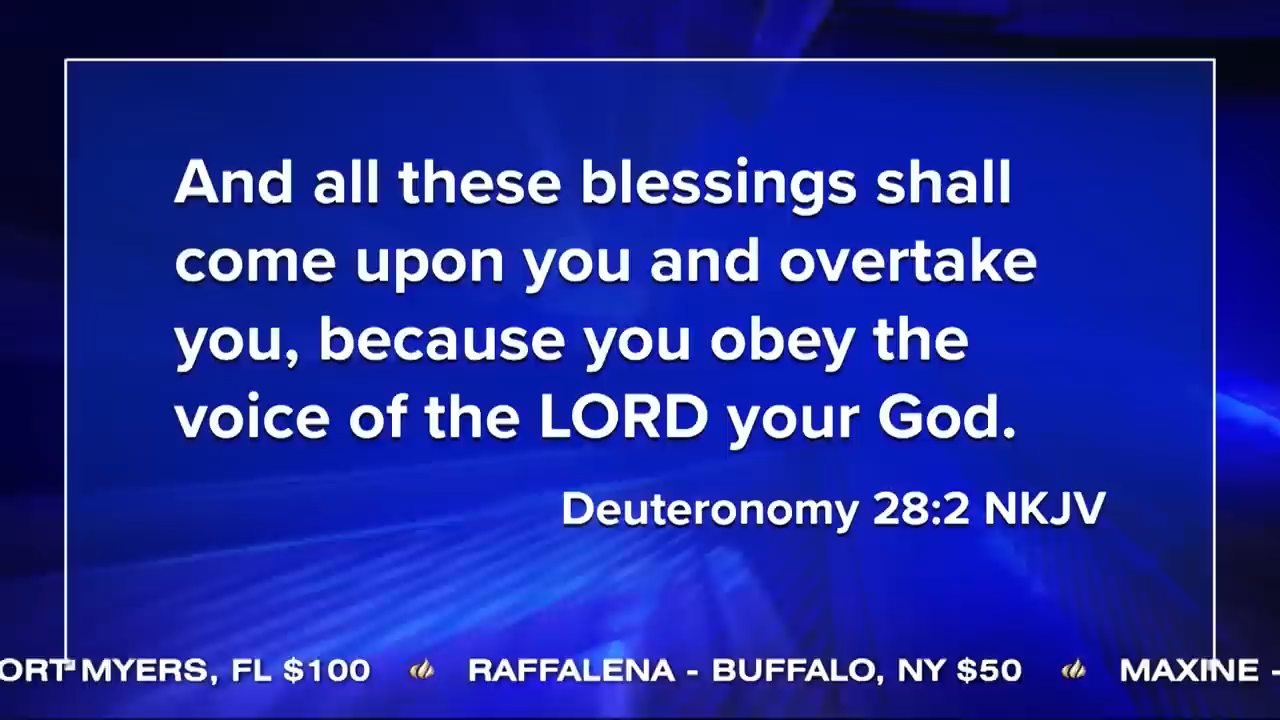 And all these blessings shall
come upon you and overtake
you, because you obey the
voice of the LORD your God.
Deuteronomy 28:2 NKJV
ORT MYERS, FL $100 RAFFALENA - BUFFALO, NY $50 MAXINE -